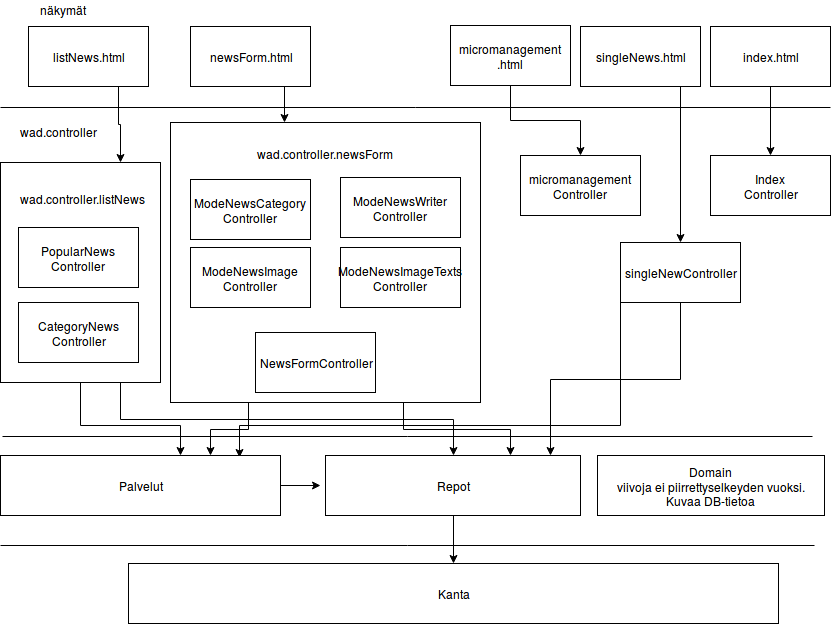 näkymät
listNews.html
newsForm.html
micromanagement
.html
singleNews.html
index.html
wad.controller
wad.controller.listNews
PopularNews
Controller
CategoryNews
Controller
wad.controller.newsForm
ModeNewsCategory
Controller
ModeNewsWriter
Controller
ModeNewsImage
Controller
ModeNewsImageTexts
Controller
NewsFormController
micromanagement
Controller
Index
Controller
singleNewController
Palvelut
Repot
Domain
viivoja ei piirrettyselkeyden vuoksi.
Kuvaa DB-tietoa
Kanta